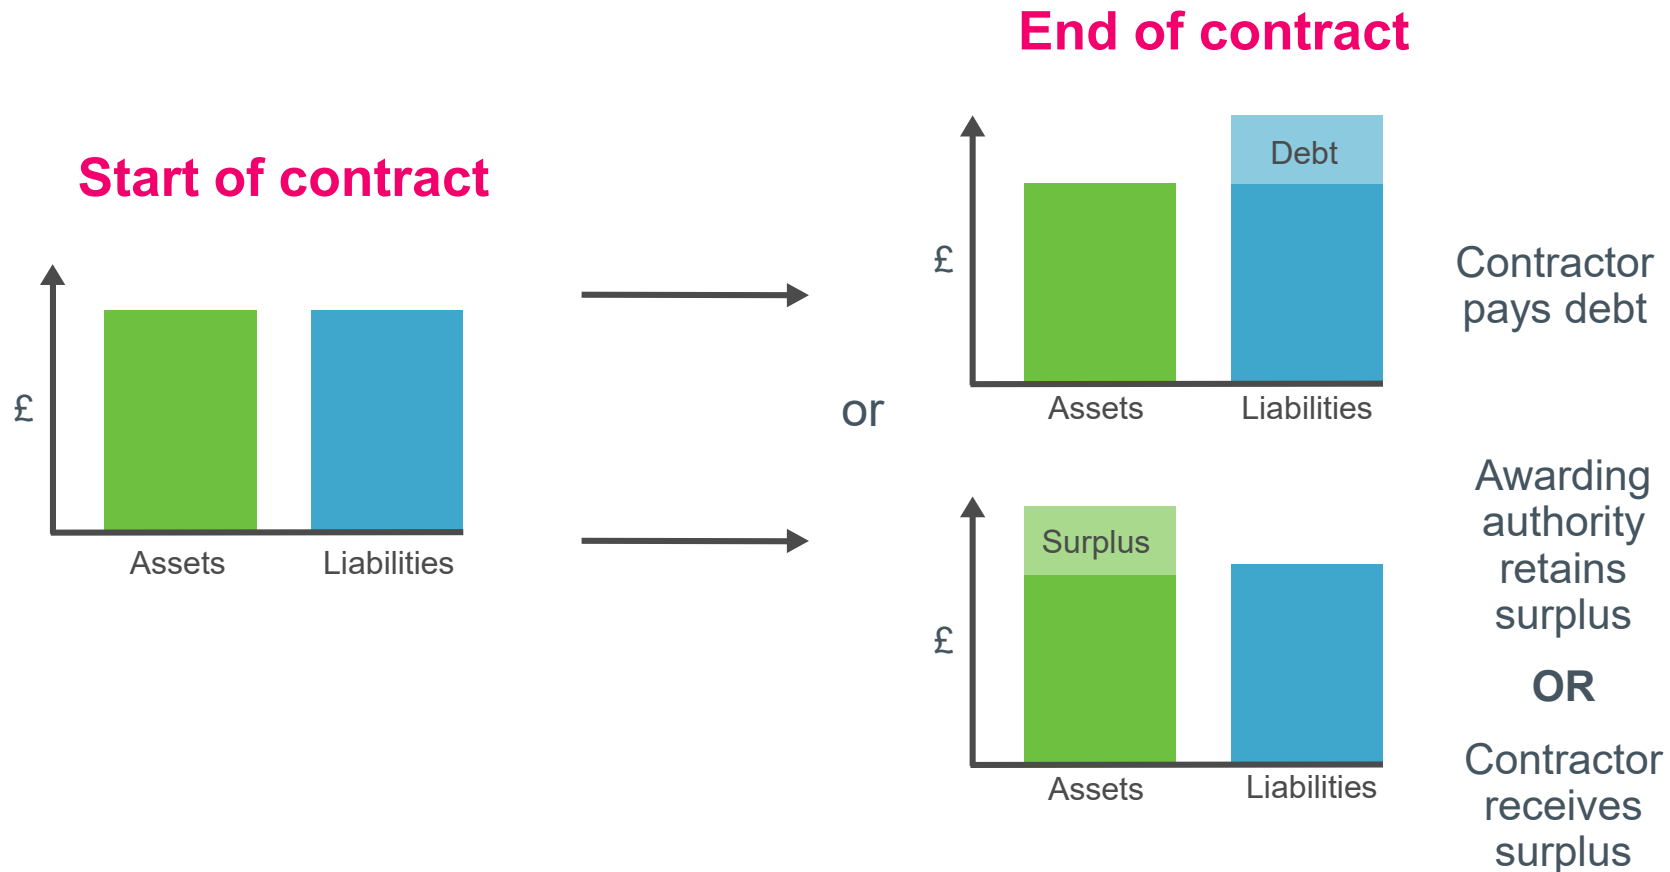 Start of contract
£
Assets
Liabilities
or
End of contract
£
Debt
Assets
Liabilities
Contractor
pays debt
£
Surplus
Assets
Liabilities
Awarding
authority
retains
surplus
OR
Contractor
receives
surplus